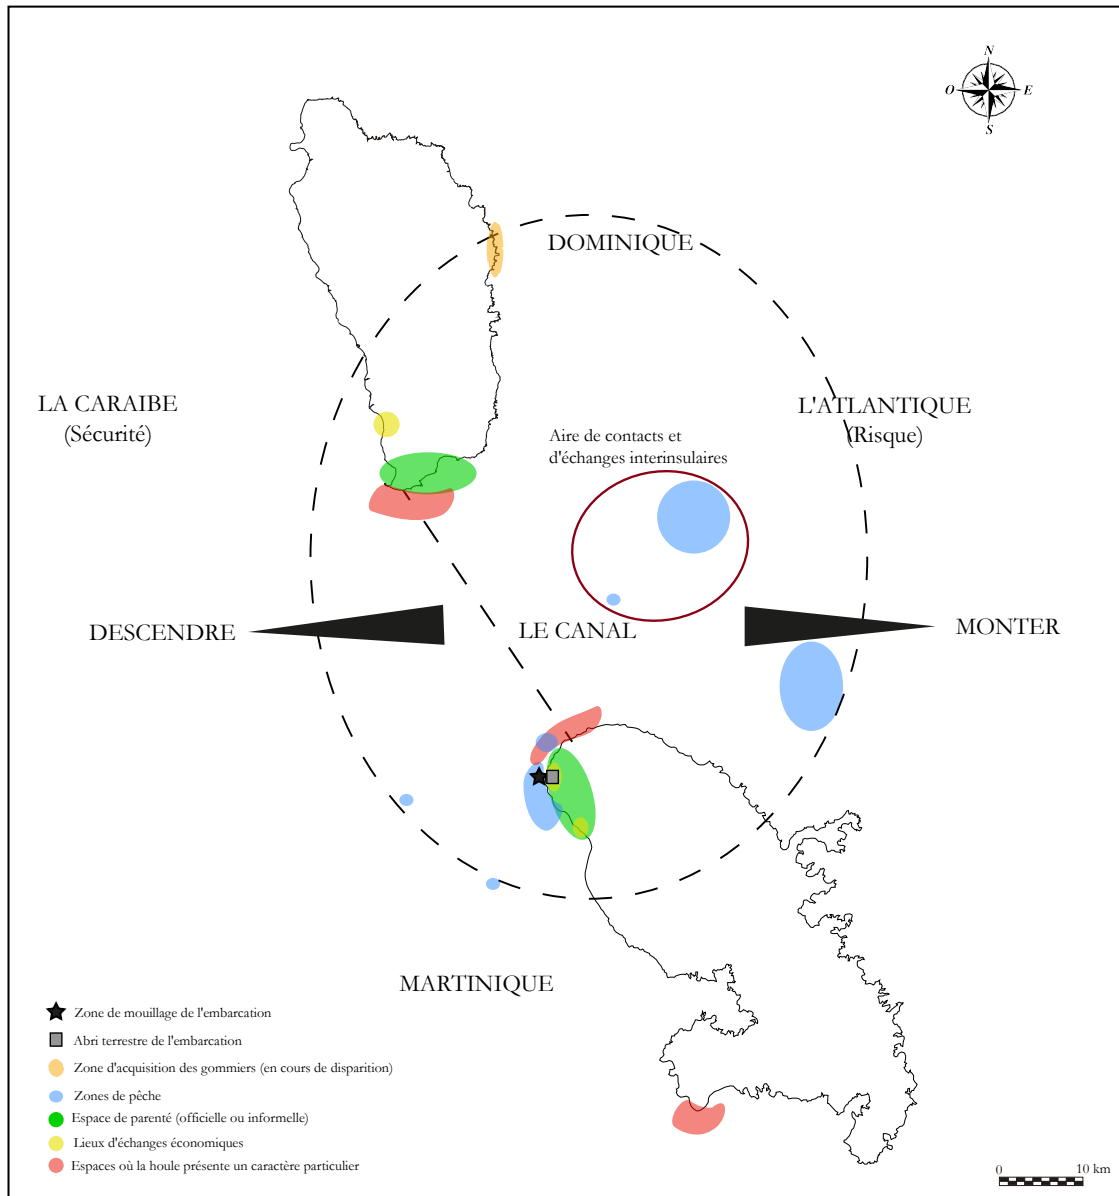 N
O
E
S
DOMINIQUE
LA CARAIBE
(Sécurité)
L'ATLANTIQUE
(Risque)
Aire de contacts et
d'échanges interinsulaires
DESCENDRE
LE CANAL
MONTER
MARTINIQUE
Zone de mouillage de l'embarcation
Abri terrestre de l'embarcation
Zone d'acquisition des gommiers (en cours de disparition)
Zones de pêche
Espace de parenté (officielle ou informelle)
Lieux d'échanges économiques
Espaces où la houle présente un caractère particulier
0 10 km